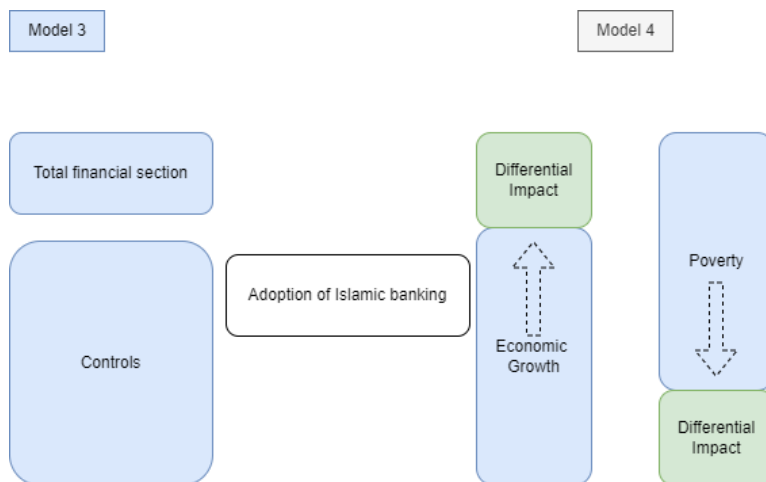 Model 3
Model 4
Total financial section
Differential
Impact
Adoption of Islamic banking
Poverty
Controls
Economic
Growth
Differential
Impact